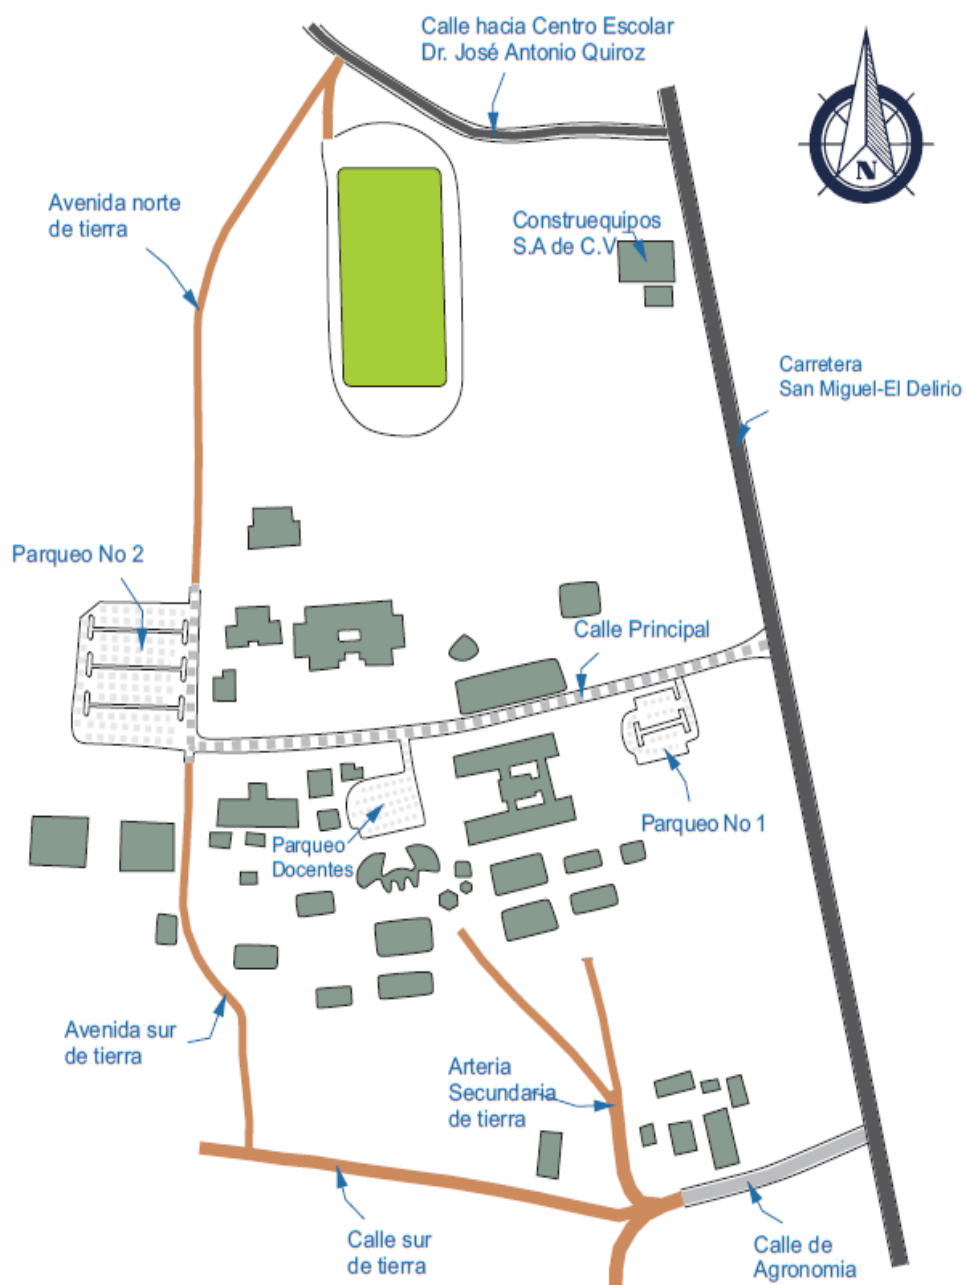 Calle hacia Centro Escolar
Dr. José Antonio Quiroz
N
Avenida norte
de tierra
Construequipos
S.A de C.V
Carretera
San Miguel-El Delirio
Parqueo No 2
Calle Principal
Parqueo No 1
Parqueo
Docentes
Avenida sur
de tierra
Arteria
Secundaria
de tierra
Calle sur
de tierra
Calle de
Agronomia